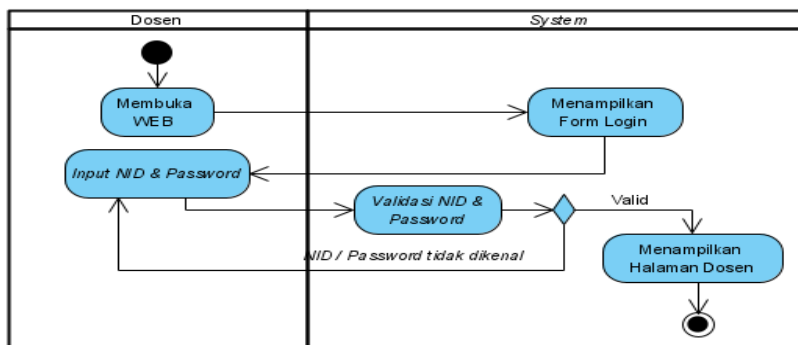 Dosen
System
Membuka
WEB
Menampilkan
Form Login
Input NID & Password
Validasi NID &
Password
Valid
NID / Password tidak dikenal
Menampilkan
Halaman Dosen